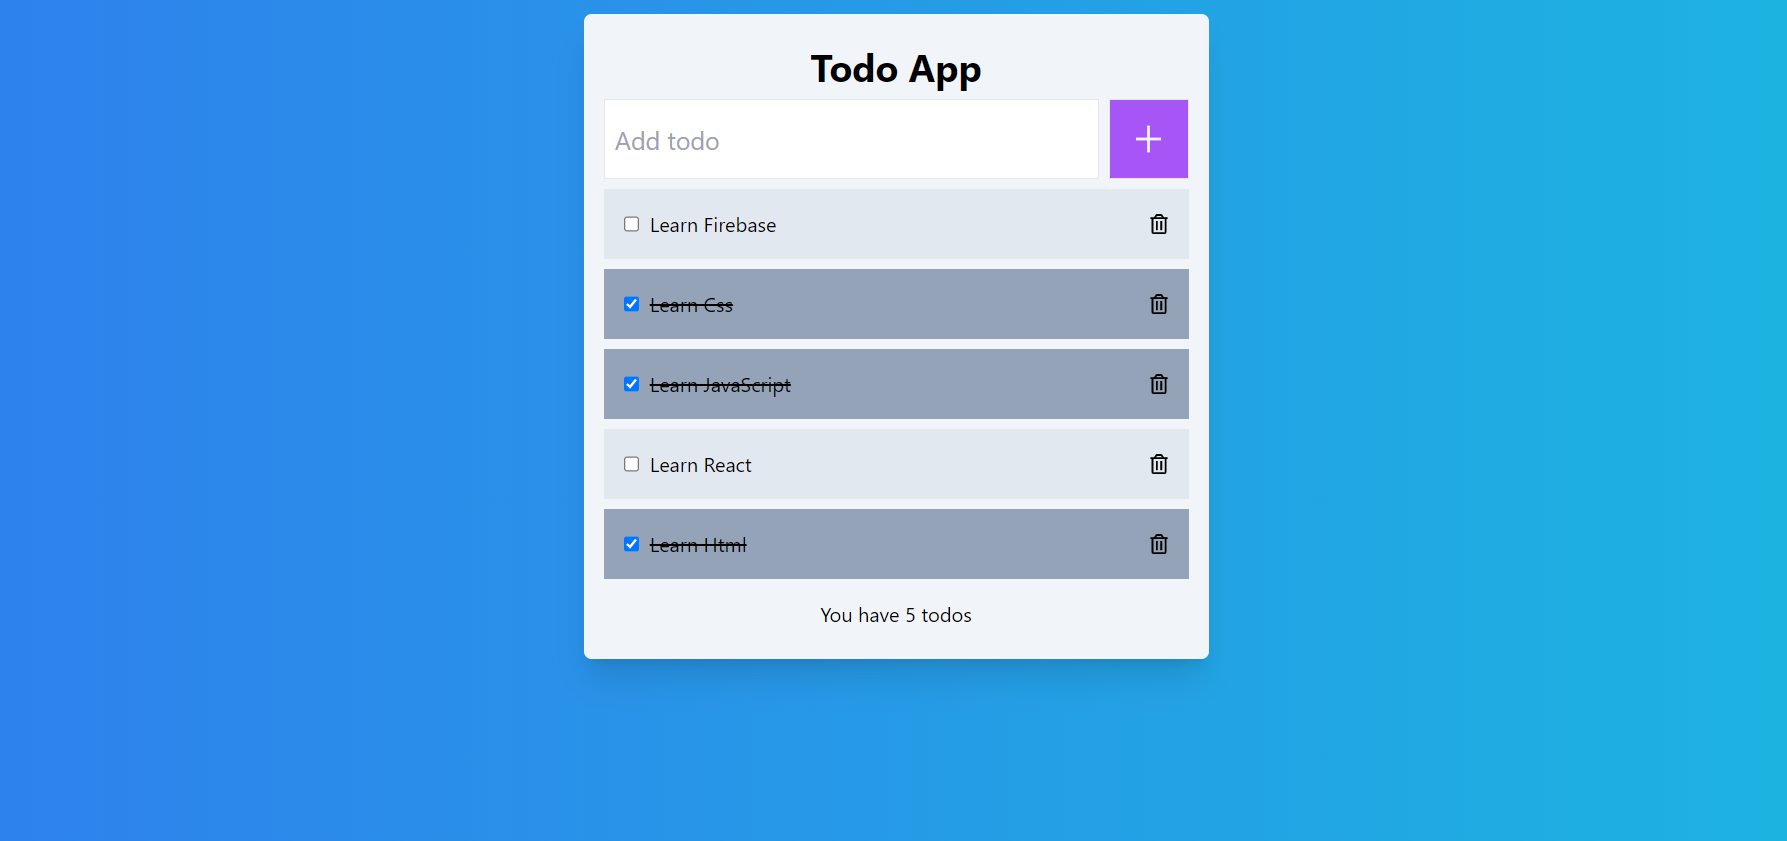 Todo App
Add todo
Learn Firebase
Learn Css
Learn JavaScript
Learn React
Learn Html
You have 5 todos